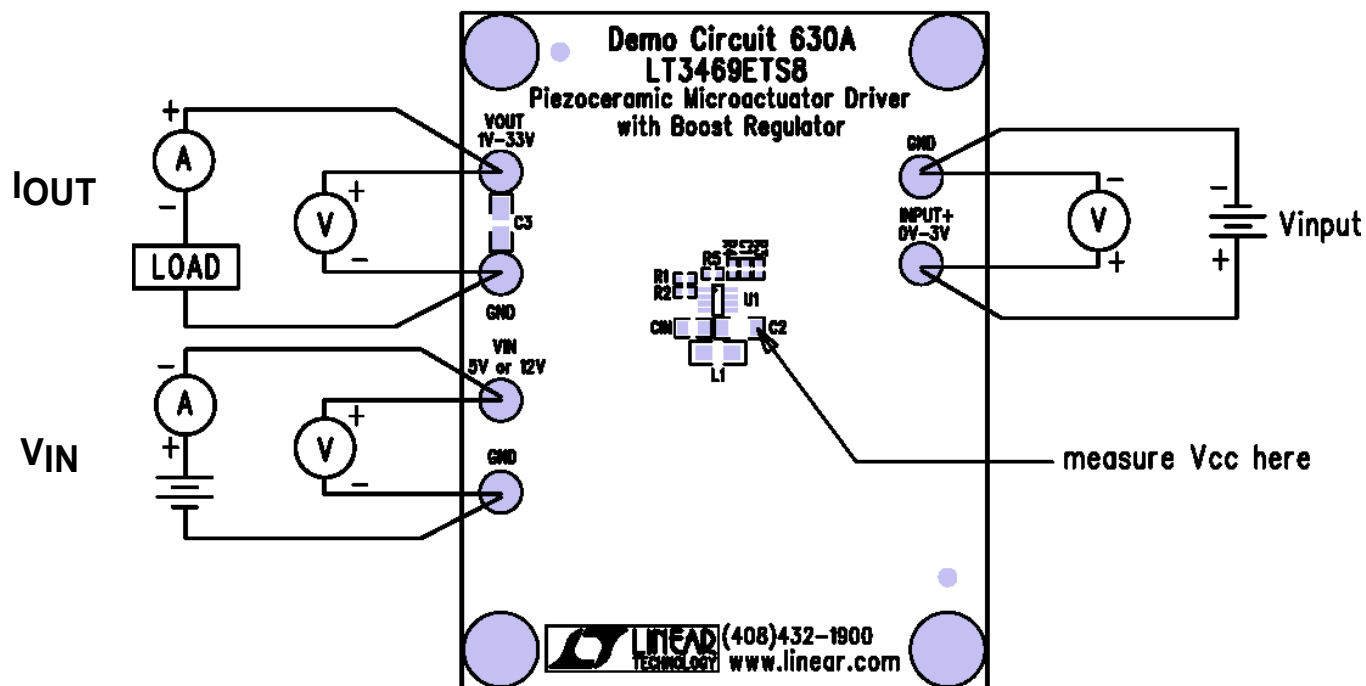 Demo Circuit 630A
LT3469ETS8
Piezoceramic Microactuator Driver
with Boost Regulator
IOUT
+
A
-
LOAD
+
V
-
VOUT
1V-33V
C3
GND
VIN
-
A
+
+
V
-
VIN
5V or 12V
GND
R5
R1
R2
U1
CIN
C2
L1
measure Vcc here
GND
INPUT+
0V-3V
-
V
+
-
+
Vinput
LINEAR
TECHNOLOGY
(408)432-1900
www.linear.com